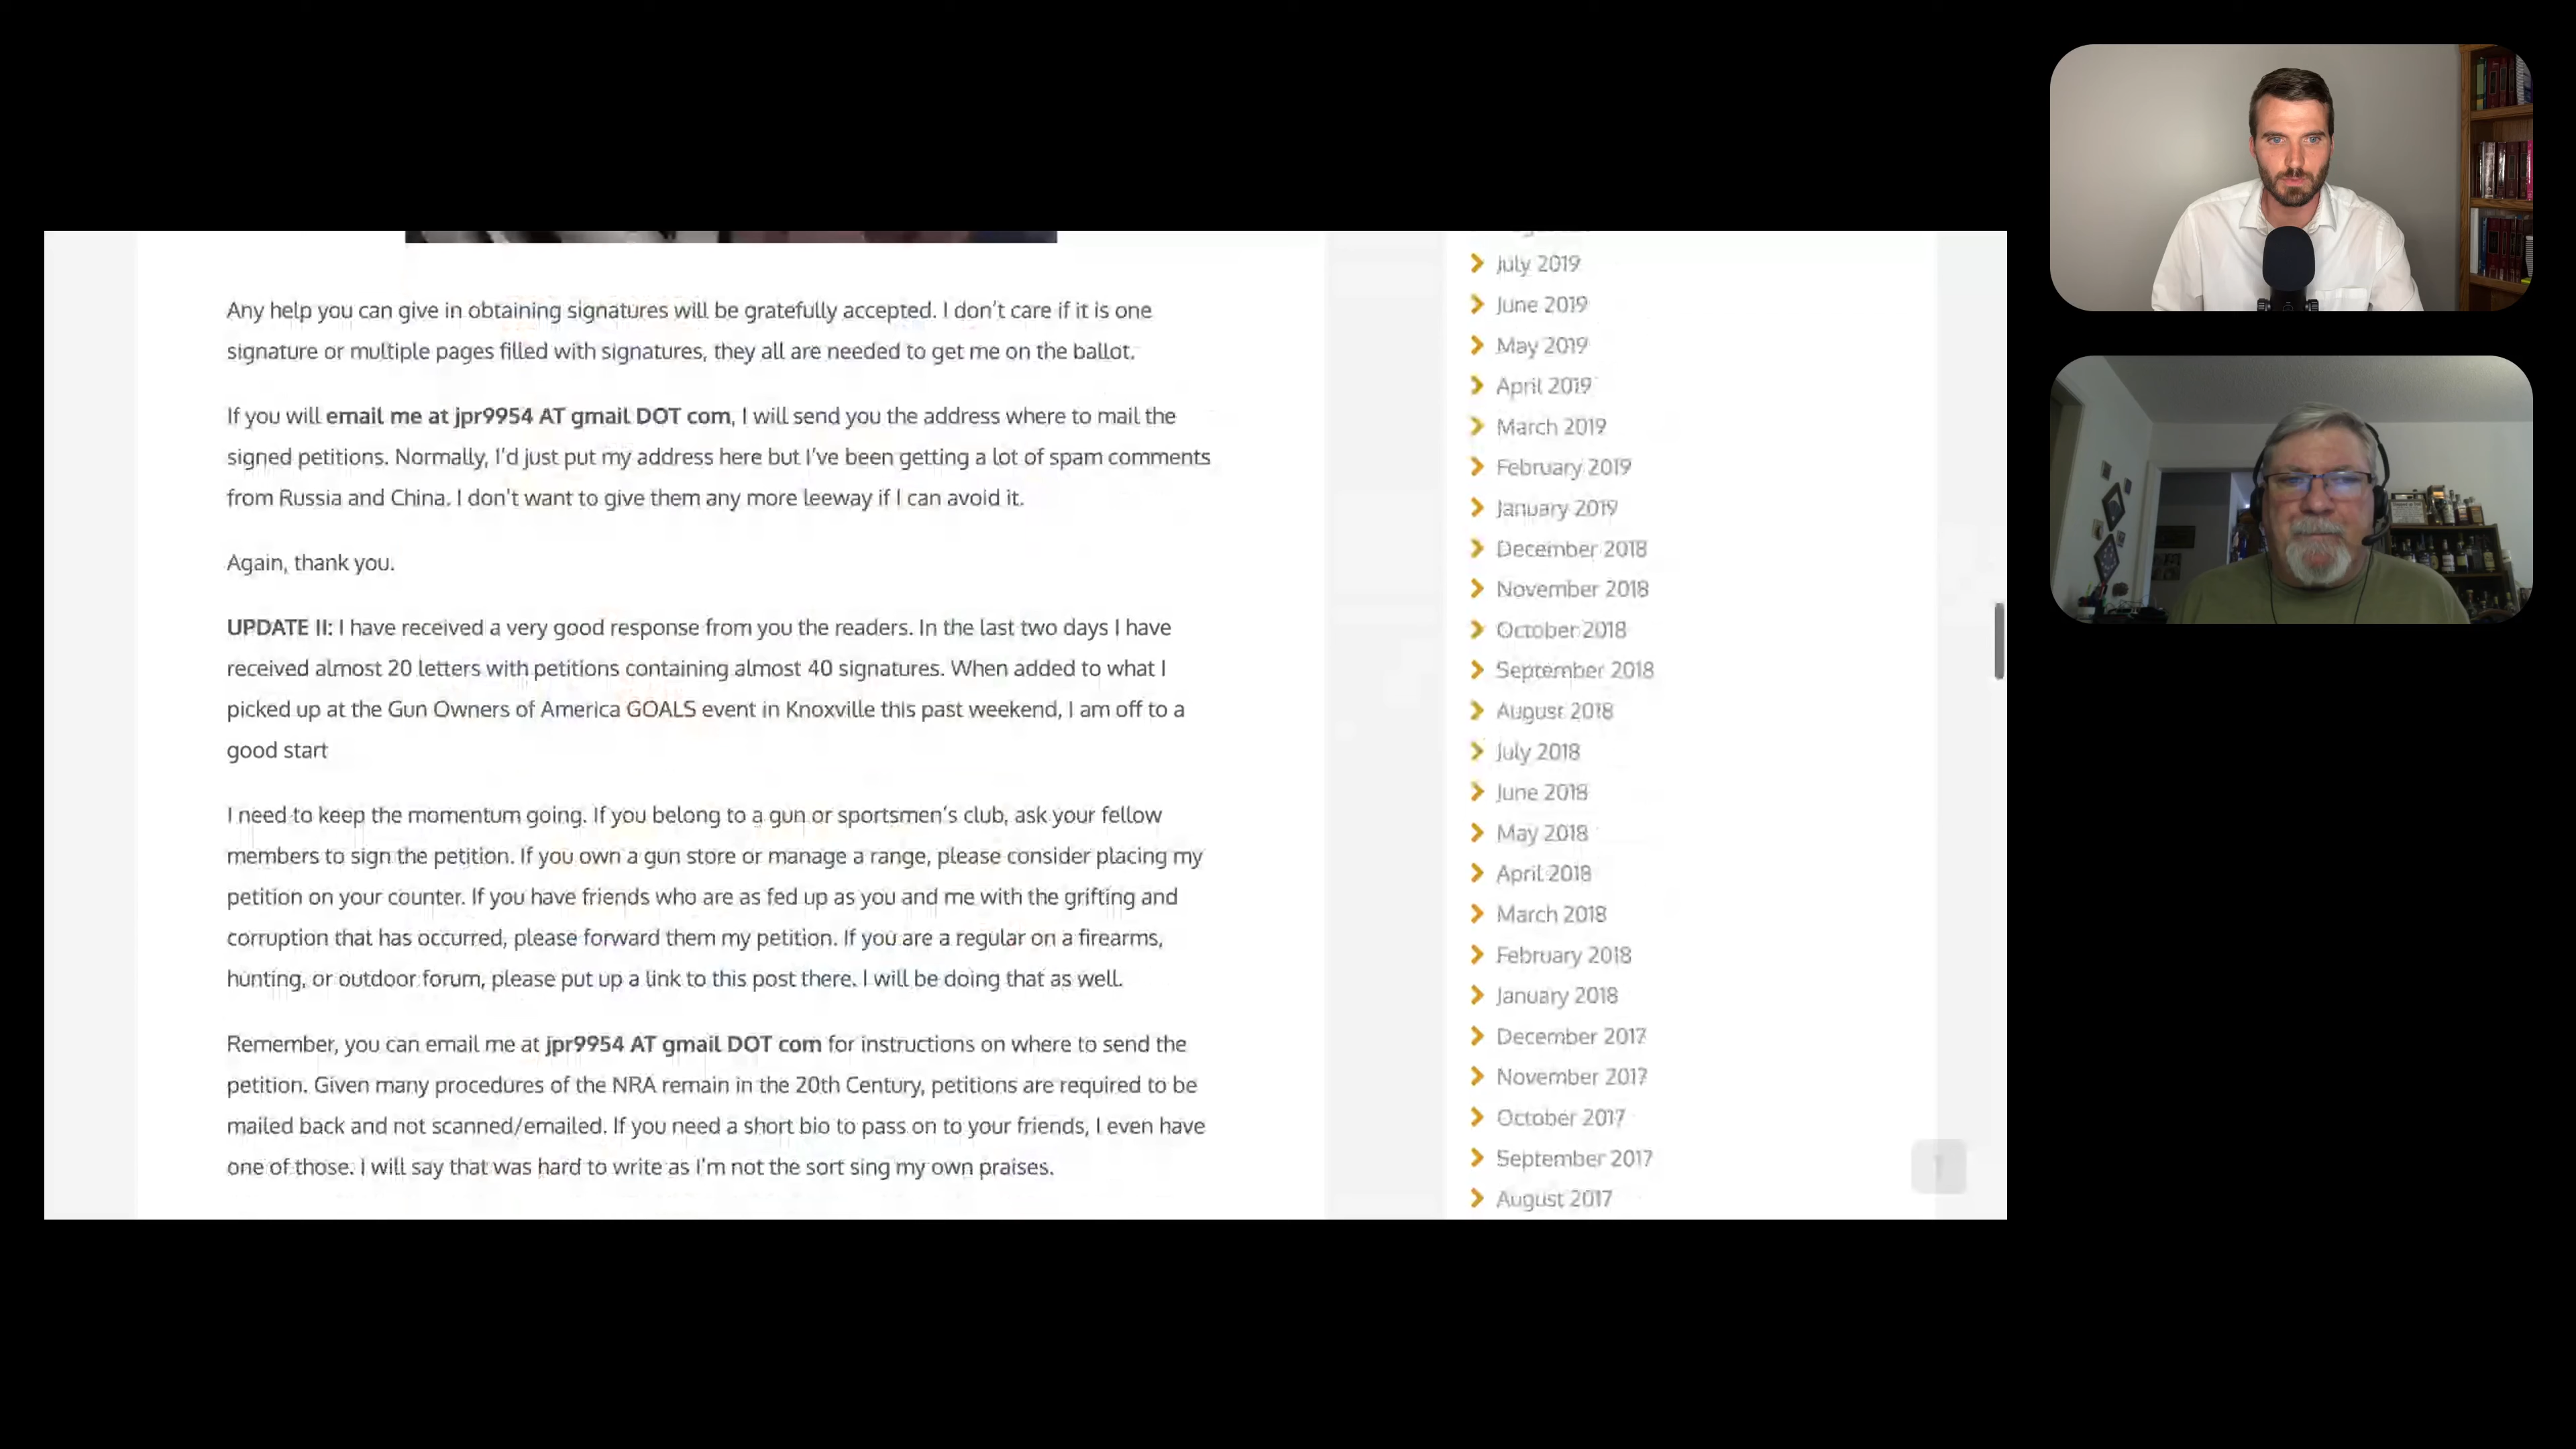 Any help you can give in obtaining signatures will be gratefully accepted. I don't care if it is one
signature or multiple pages filled with signatures, they all are needed to get me on the ballot.
If you will email me at jpr9954 AT gmail DOT com, I will send you the address where to mail the
signed petitions. Normally, I'd just put my address here but I've been getting a lot of spam comments
from Russia and China. I don't want to give them any more leeway if I can avoid it.
Again, thank you.
UPDATE II: I have received a very good response from you the readers. In the last two days I have
received almost 20 letters with petitions containing almost 40 signatures. When added to what I
picked up at the Gun Owners of America GOALS event in Knoxville this past weekend, I am off to a
good start
I need to keep the momentum going. If you belong to a gun or sportsmen's club, ask your fellow
members to sign the petition. If you own a gun store or manage a range, please consider placing my
petition on your counter. If you have friends who are as fed up as you and me with the grifting and
corruption that has occurred, please forward them my petition. If you are a regular on a firearms,
hunting, or outdoor forum, please put up a link to this post there. I will be doing that as well.
Remember, you can email me at jpr9954 AT gmail DOT com for instructions on where to send the
petition. Given many procedures of the NRA remain in the 20th Century, petitions are required to be
mailed back and not scanned/emailed. If you need a short bio to pass on to your friends, I even have
one of those. I will say that was hard to write as I'm not the sort sing my own praises.
July 2019
June 2019
May 2019
April 2019
March 2019
February 2019
January 2019
December 2018
November 2018
October 2018
September 2018
August 2018
July 2018
June 2018
May 2018
April 2018
March 2018
February 2018
January 2018
December 2017
November 2017
October 2017
September 2017
August 2017